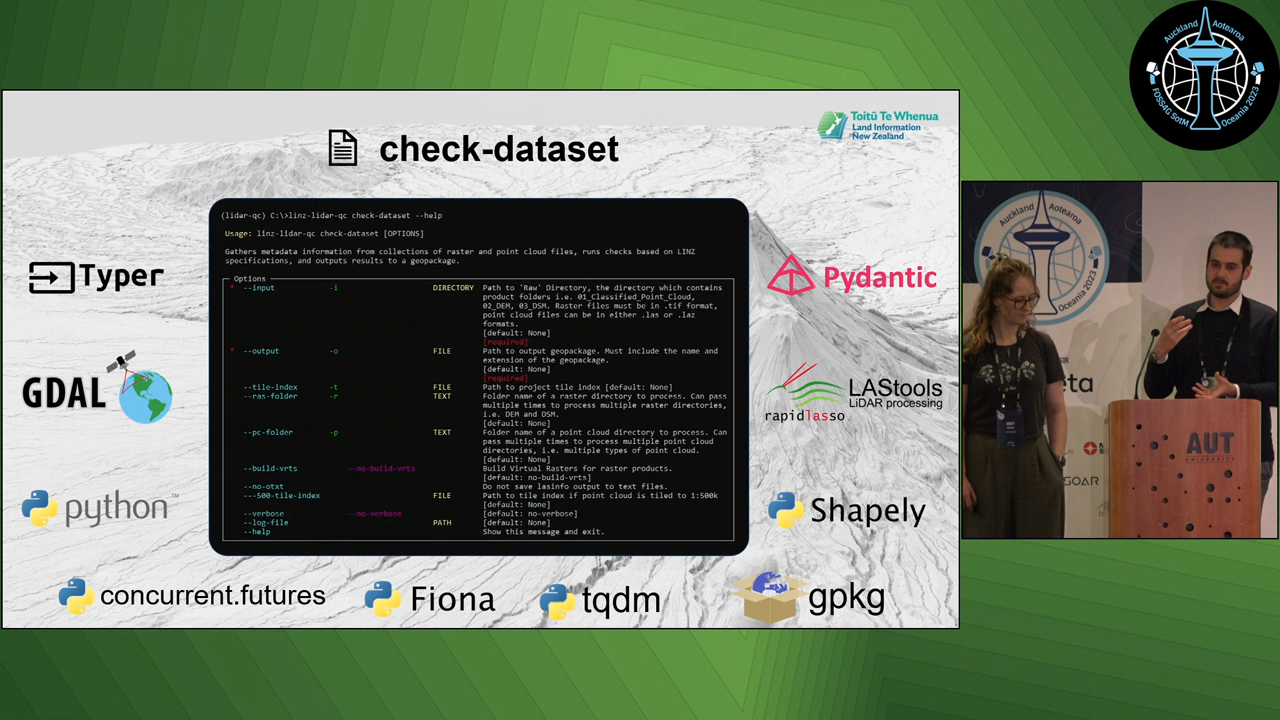 Auckland Aotearoa
FOSS4G SotM Oceania 2023
Toitū Te Whenua
Land Information
New Zealand
check-dataset
(lidar-qc) C:\>linz-lidar-qc check-dataset --help
Usage: linz-lidar-qc check-dataset [OPTIONS]
Gathers metadata information from collections of raster and point cloud files, runs checks based on LINZ
specifications, and outputs results to a geopackage.
Options
* --input -i DIRECTORY Path to 'Raw' Directory, the directory which contains
product folders i.e. 01_Classified_Point_Cloud,
02_DEM, 03_DSM. Raster files must be in .tif format,
point cloud files can be in either .las or .laz
formats.
[default: None]
[required]
* --output -o FILE Path to output geopackage. Must include the name and
extension of the geopackage.
[default: None]
[required]
--tile-index -t FILE Path to project tile index [default: None]
--ras-folder -r TEXT Folder name of a raster directory to process. Can pass
multiple times to process multiple raster directories,
i.e. DEM and DSM.
[default: None]
--pc-folder -p TEXT Folder name of a point cloud directory to process. Can
pass multiple times to process multiple point cloud
directories, i.e. multiple types of point cloud.
[default: None]
--build-vrts --no-build-vrts Build Virtual Rasters for raster products.
[default: no-build-vrts]
--no-otxt Do not save lasinfo output to text files.
---500-tile-index FILE Path to tile index if point cloud is tiled to 1:500k
[default: None]
--verbose --no-verbose [default: no-verbose]
--log-file PATH [default: None]
--help Show this message and exit.
Typer
GDAL
python™
Pydantic
LAStools
LiDAR processing
rapidlasso
Shapely
concurrent.futures
Fiona
tqdm
gpkg
Auckland Aotearoa
Oceania 2023
eta
GOAR
AUT
UNIVERSITY